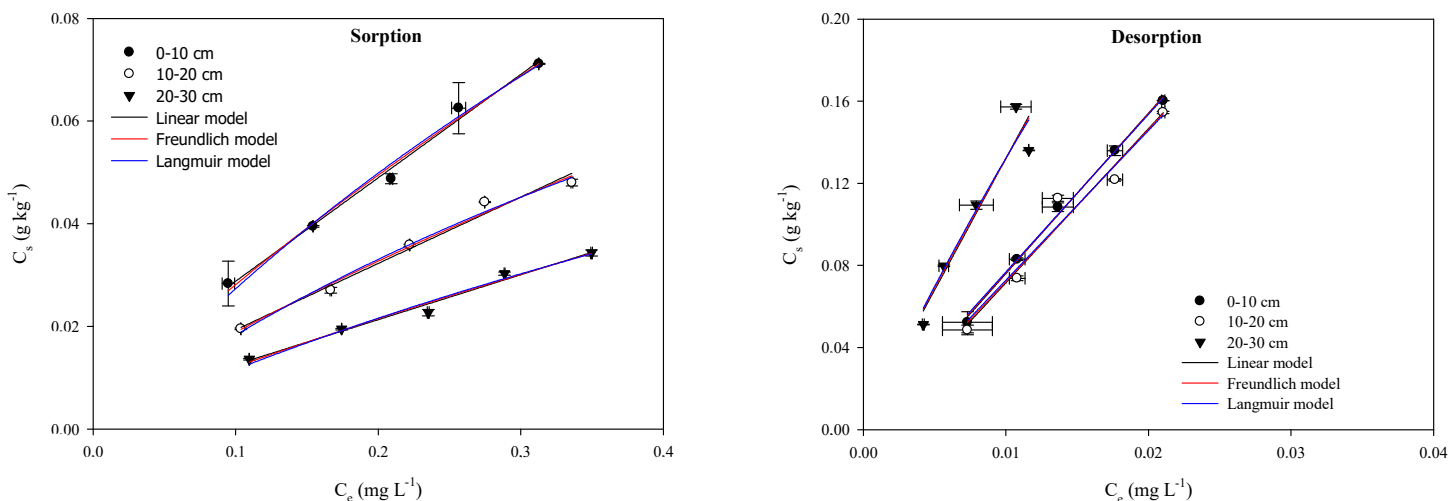 Sorption
0-10 cm
10-20 cm
20-30 cm
Linear model
Freundlich model
Langmuir model
0.08
0.06
0.04
0.02
0.00
C_s (g kg^-1)
0.0 0.1 0.2 0.3 0.4
C_e (mg L^-1)
Desorption
0-10 cm
10-20 cm
20-30 cm
Linear model
Freundlich model
Langmuir model
0.20
0.16
0.12
0.08
0.04
0.00
C_s (g kg^-1)
0.00 0.01 0.02 0.03 0.04
C_e (mg L^-1)